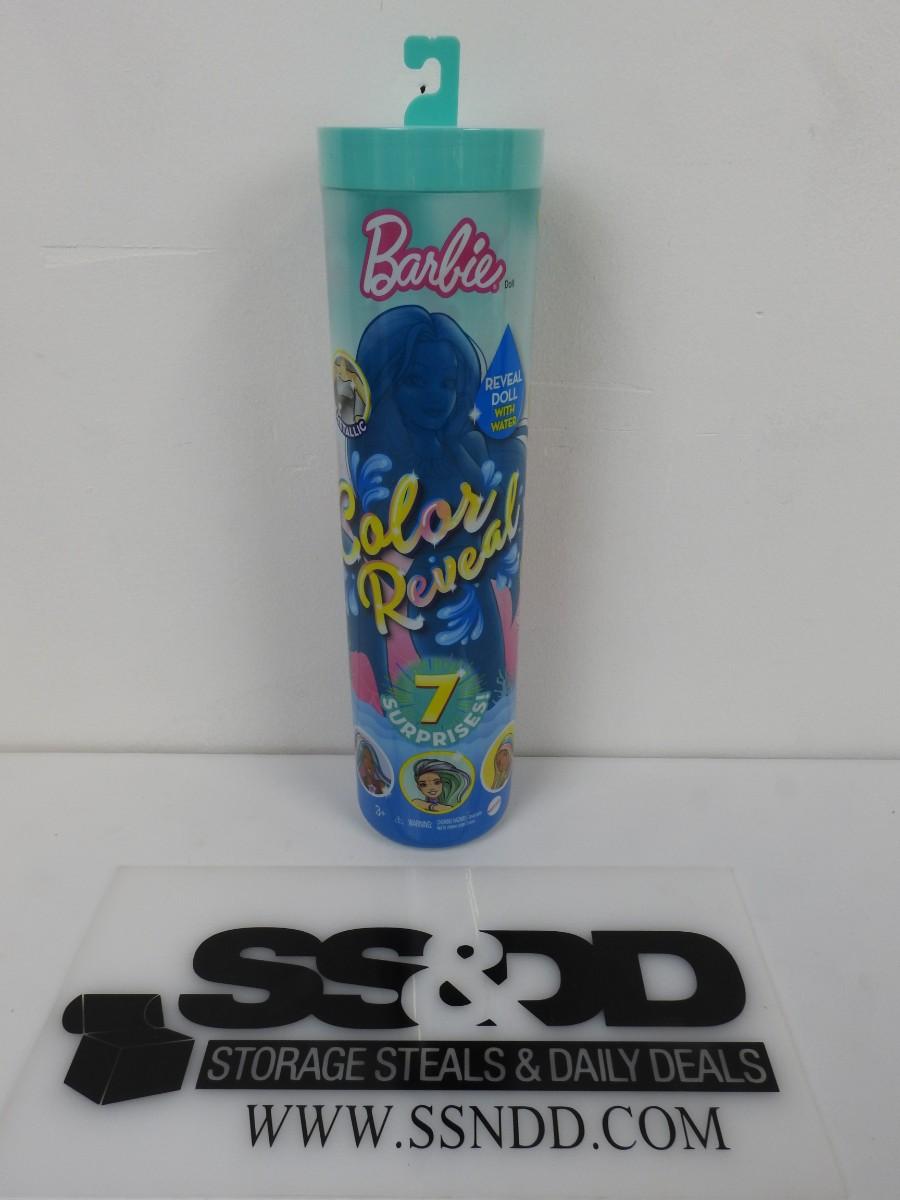 Barbie
Doll
REVEAL
DOLL
WITH
WATER
Color
Reveal
7
SURPRISES!
3+
WARNING:
SS&DD
STORAGE STEALS & DAILY DEALS
WWW.SSNDD.COM